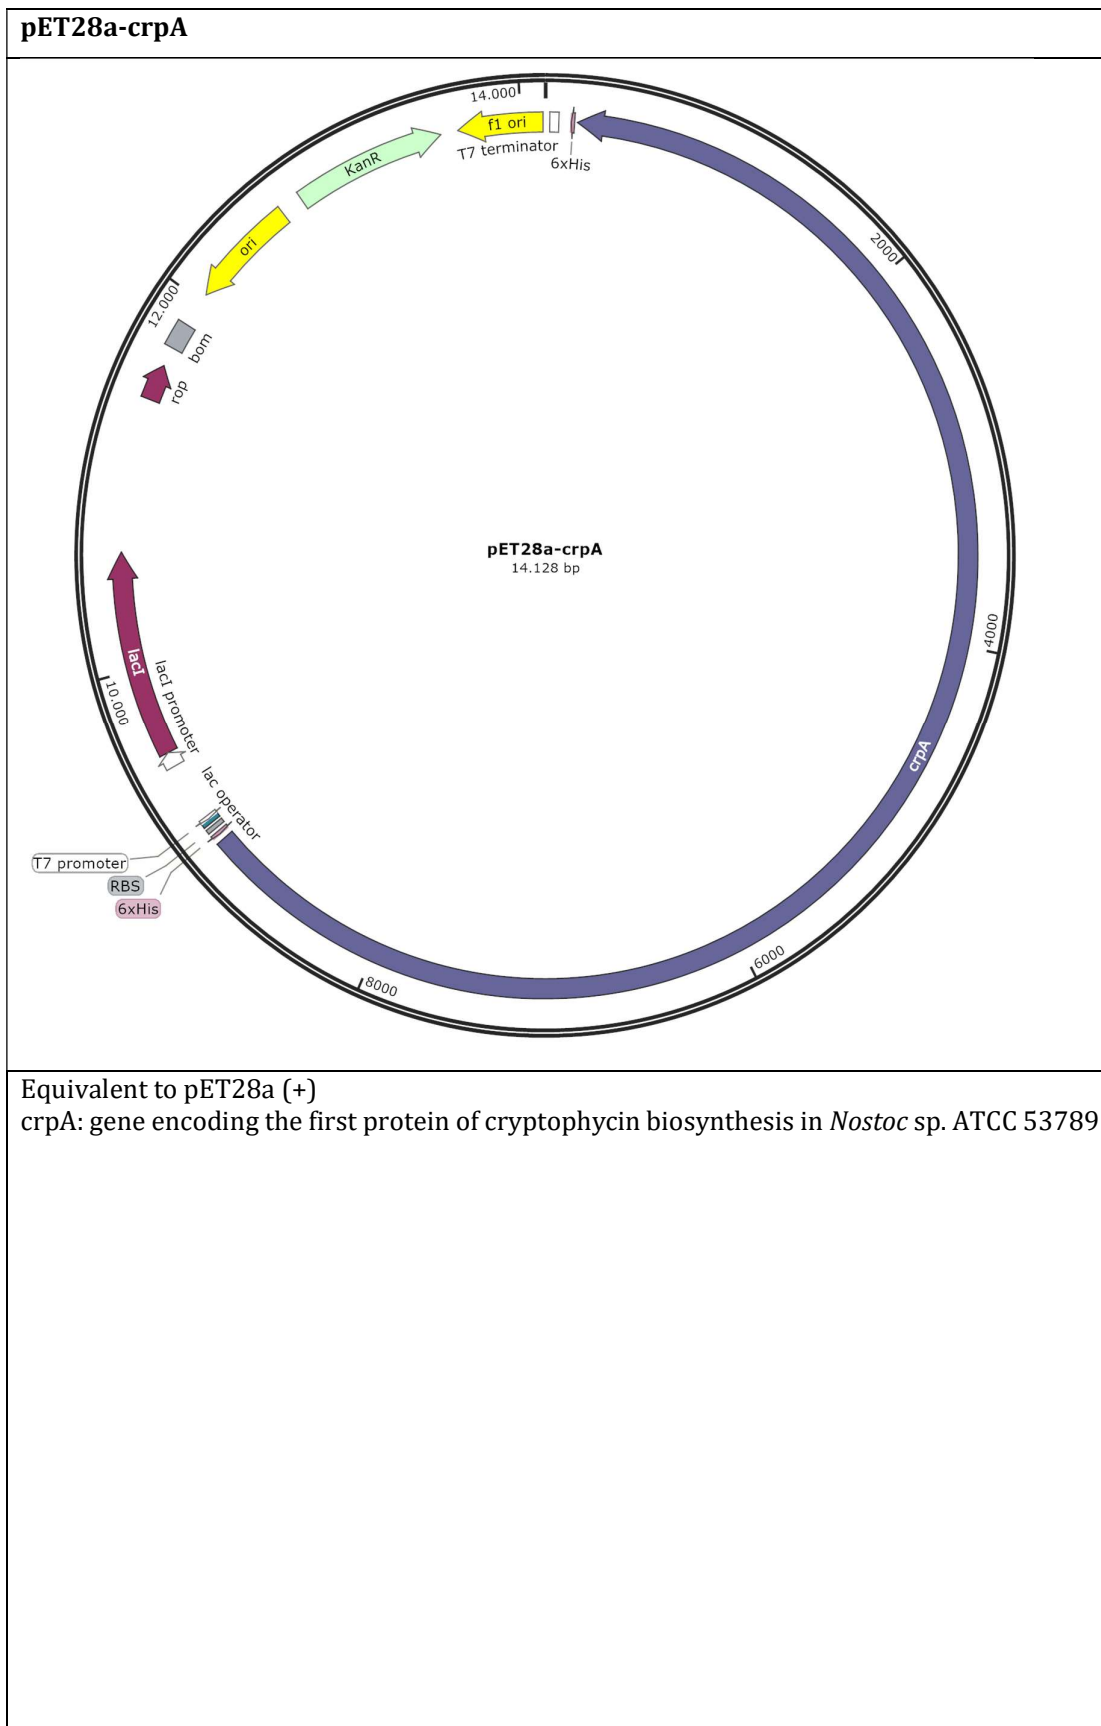 pET28a-crpA
14.000
f1 ori
T7 terminator
6xHis
KanR
ori
2000
12.000
bom
rop
pET28a-crpA
14.128 bp
4000
lacI
lacI promoter
10.000
crpA
lac operator
T7 promoter
RBS
6xHis
6000
8000
Equivalent to pET28a (+)
crpA: gene encoding the first protein of cryptophycin biosynthesis in Nostoc sp. ATCC 53789